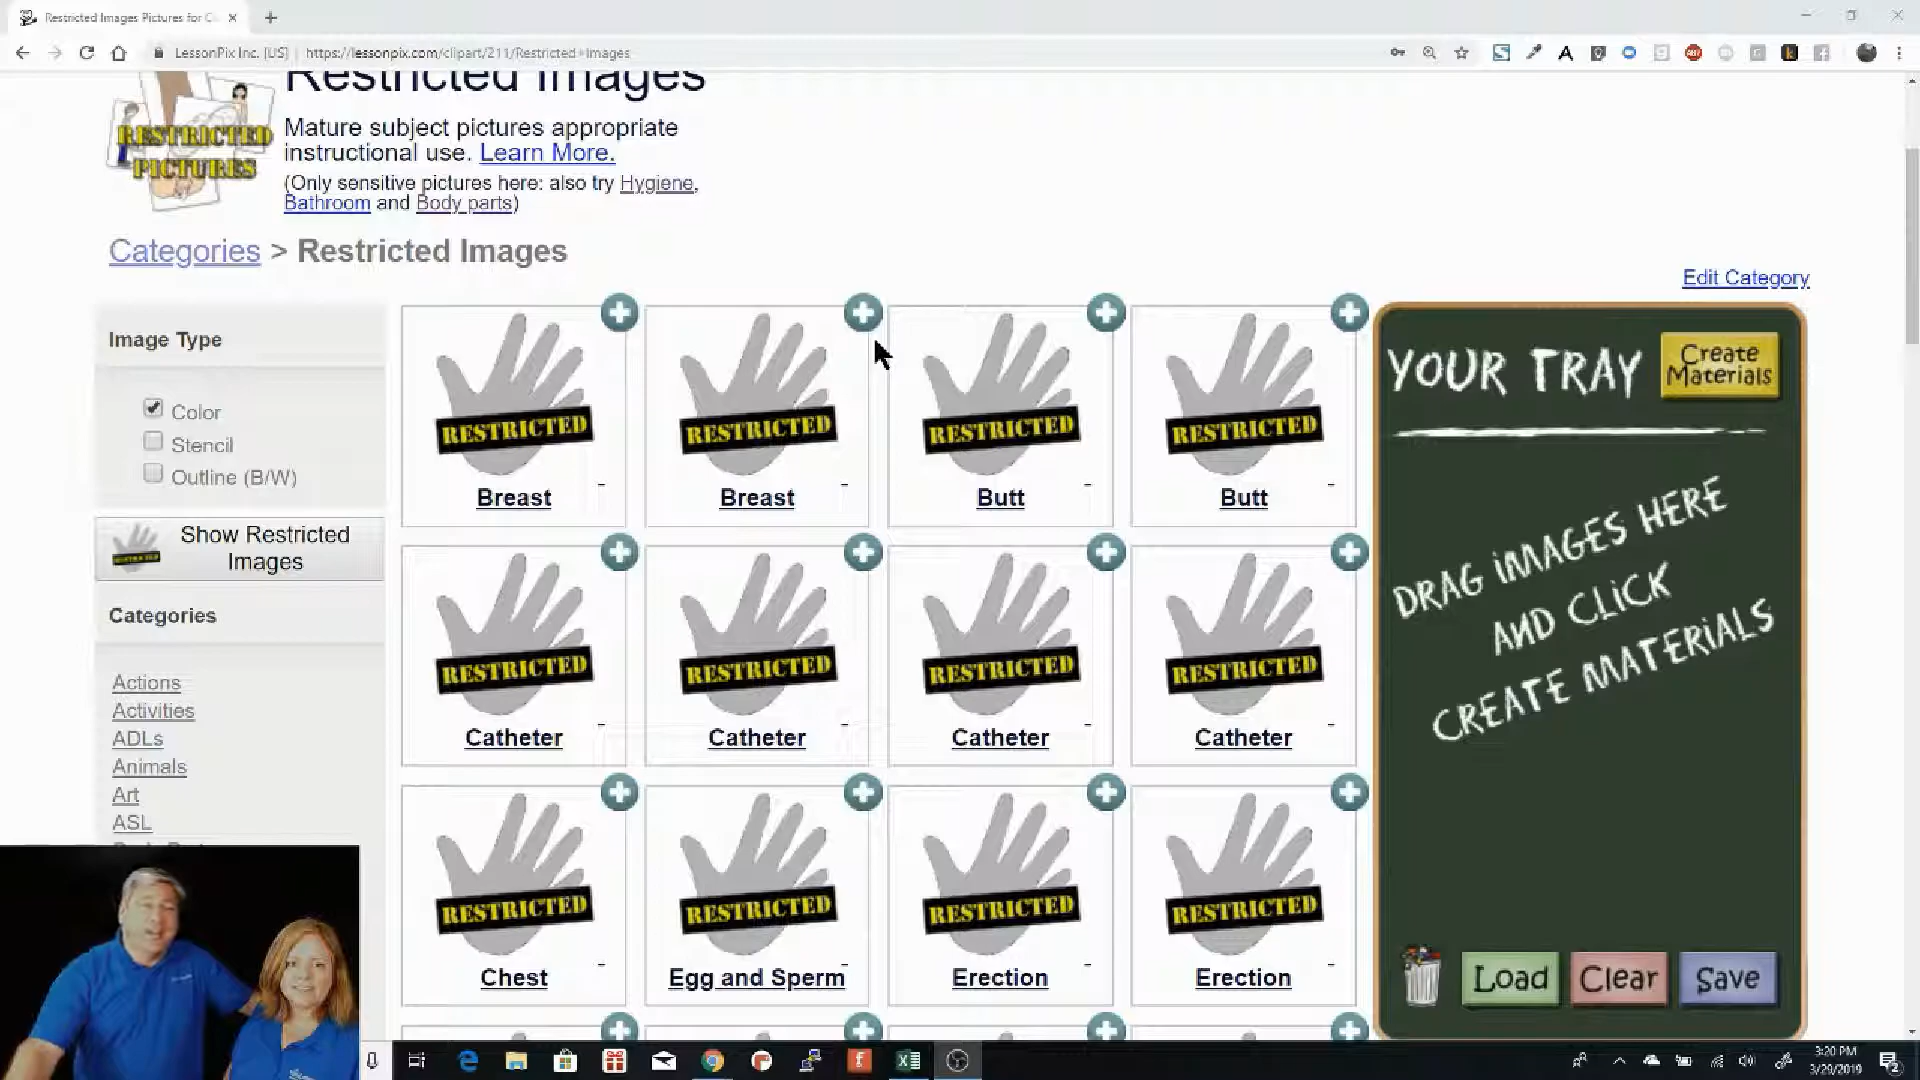 Restricted Images Pictures for C
LessonPix Inc. [US] | https://lessonpix.com/clipart/211/Restricted+Images
Restricted Images
RESTRICTED
PICTURES
Mature subject pictures appropriate
instructional use. Learn More.
(Only sensitive pictures here: also try Hygiene,
Bathroom and Body parts)
Categories > Restricted Images
Edit Category
Image Type
Color
Stencil
Outline (B/W)
RESTRICTED
Show Restricted
Images
Categories
Actions
Activities
ADLs
Animals
Art
ASL
RESTRICTED RESTRICTED RESTRICTED RESTRICTED
Breast Breast Butt Butt
RESTRICTED RESTRICTED RESTRICTED RESTRICTED
Catheter Catheter Catheter Catheter
RESTRICTED RESTRICTED RESTRICTED RESTRICTED
Chest Egg and Sperm Erection Erection
YOUR TRAY
Create
Materials
DRAG IMAGES HERE
AND CLICK
CREATE MATERIALS
Load Clear Save
3:20 PM
3/29/2019